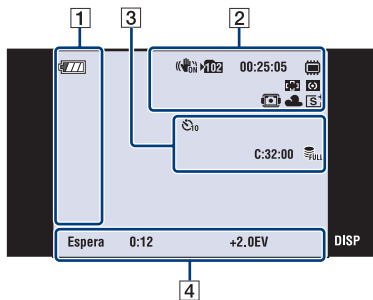 1 3 2
ON 102 00:25:05
S+
10
C:32:00 FULL
Espera 0:12 +2.0EV DISP
4